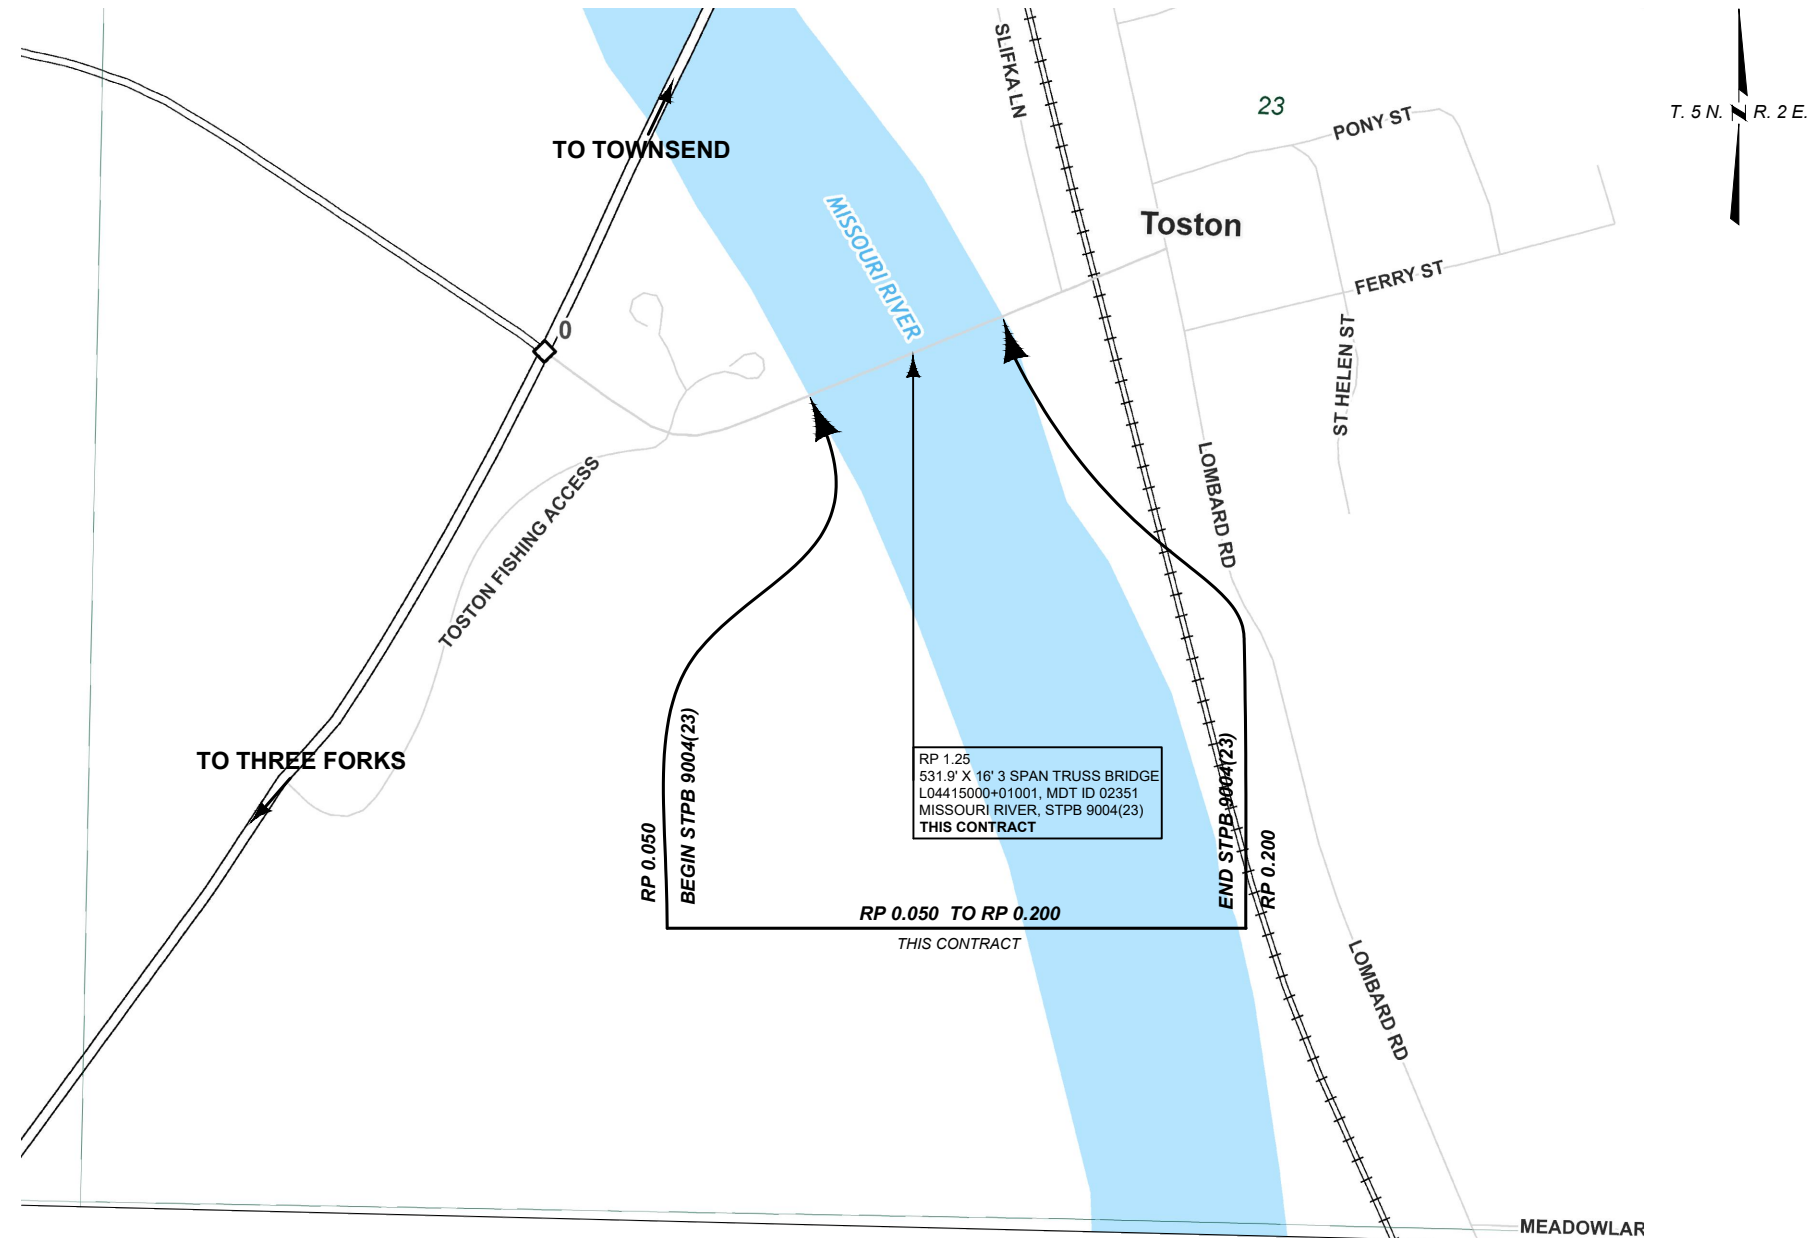 SLIFKA LN
23
PONY ST
T. 5 N. N R. 2 E.
TO TOWNSEND
MISSOURI RIVER
Toston
FERRY ST
0
ST HELEN ST
LOMBARD RD
TOSTON FISHING ACCESS
TO THREE FORKS
RP 0.050
BEGIN STPB 9004(23)
RP 1.25
531.9' X 16' 3 SPAN TRUSS BRIDGE
L04415000+01001, MDT ID 02351
MISSOURI RIVER, STPB 9004(23)
THIS CONTRACT
END STPB 9004(23)
RP 0.200
RP 0.050 TO RP 0.200
THIS CONTRACT
LOMBARD RD
MEADOWLAR